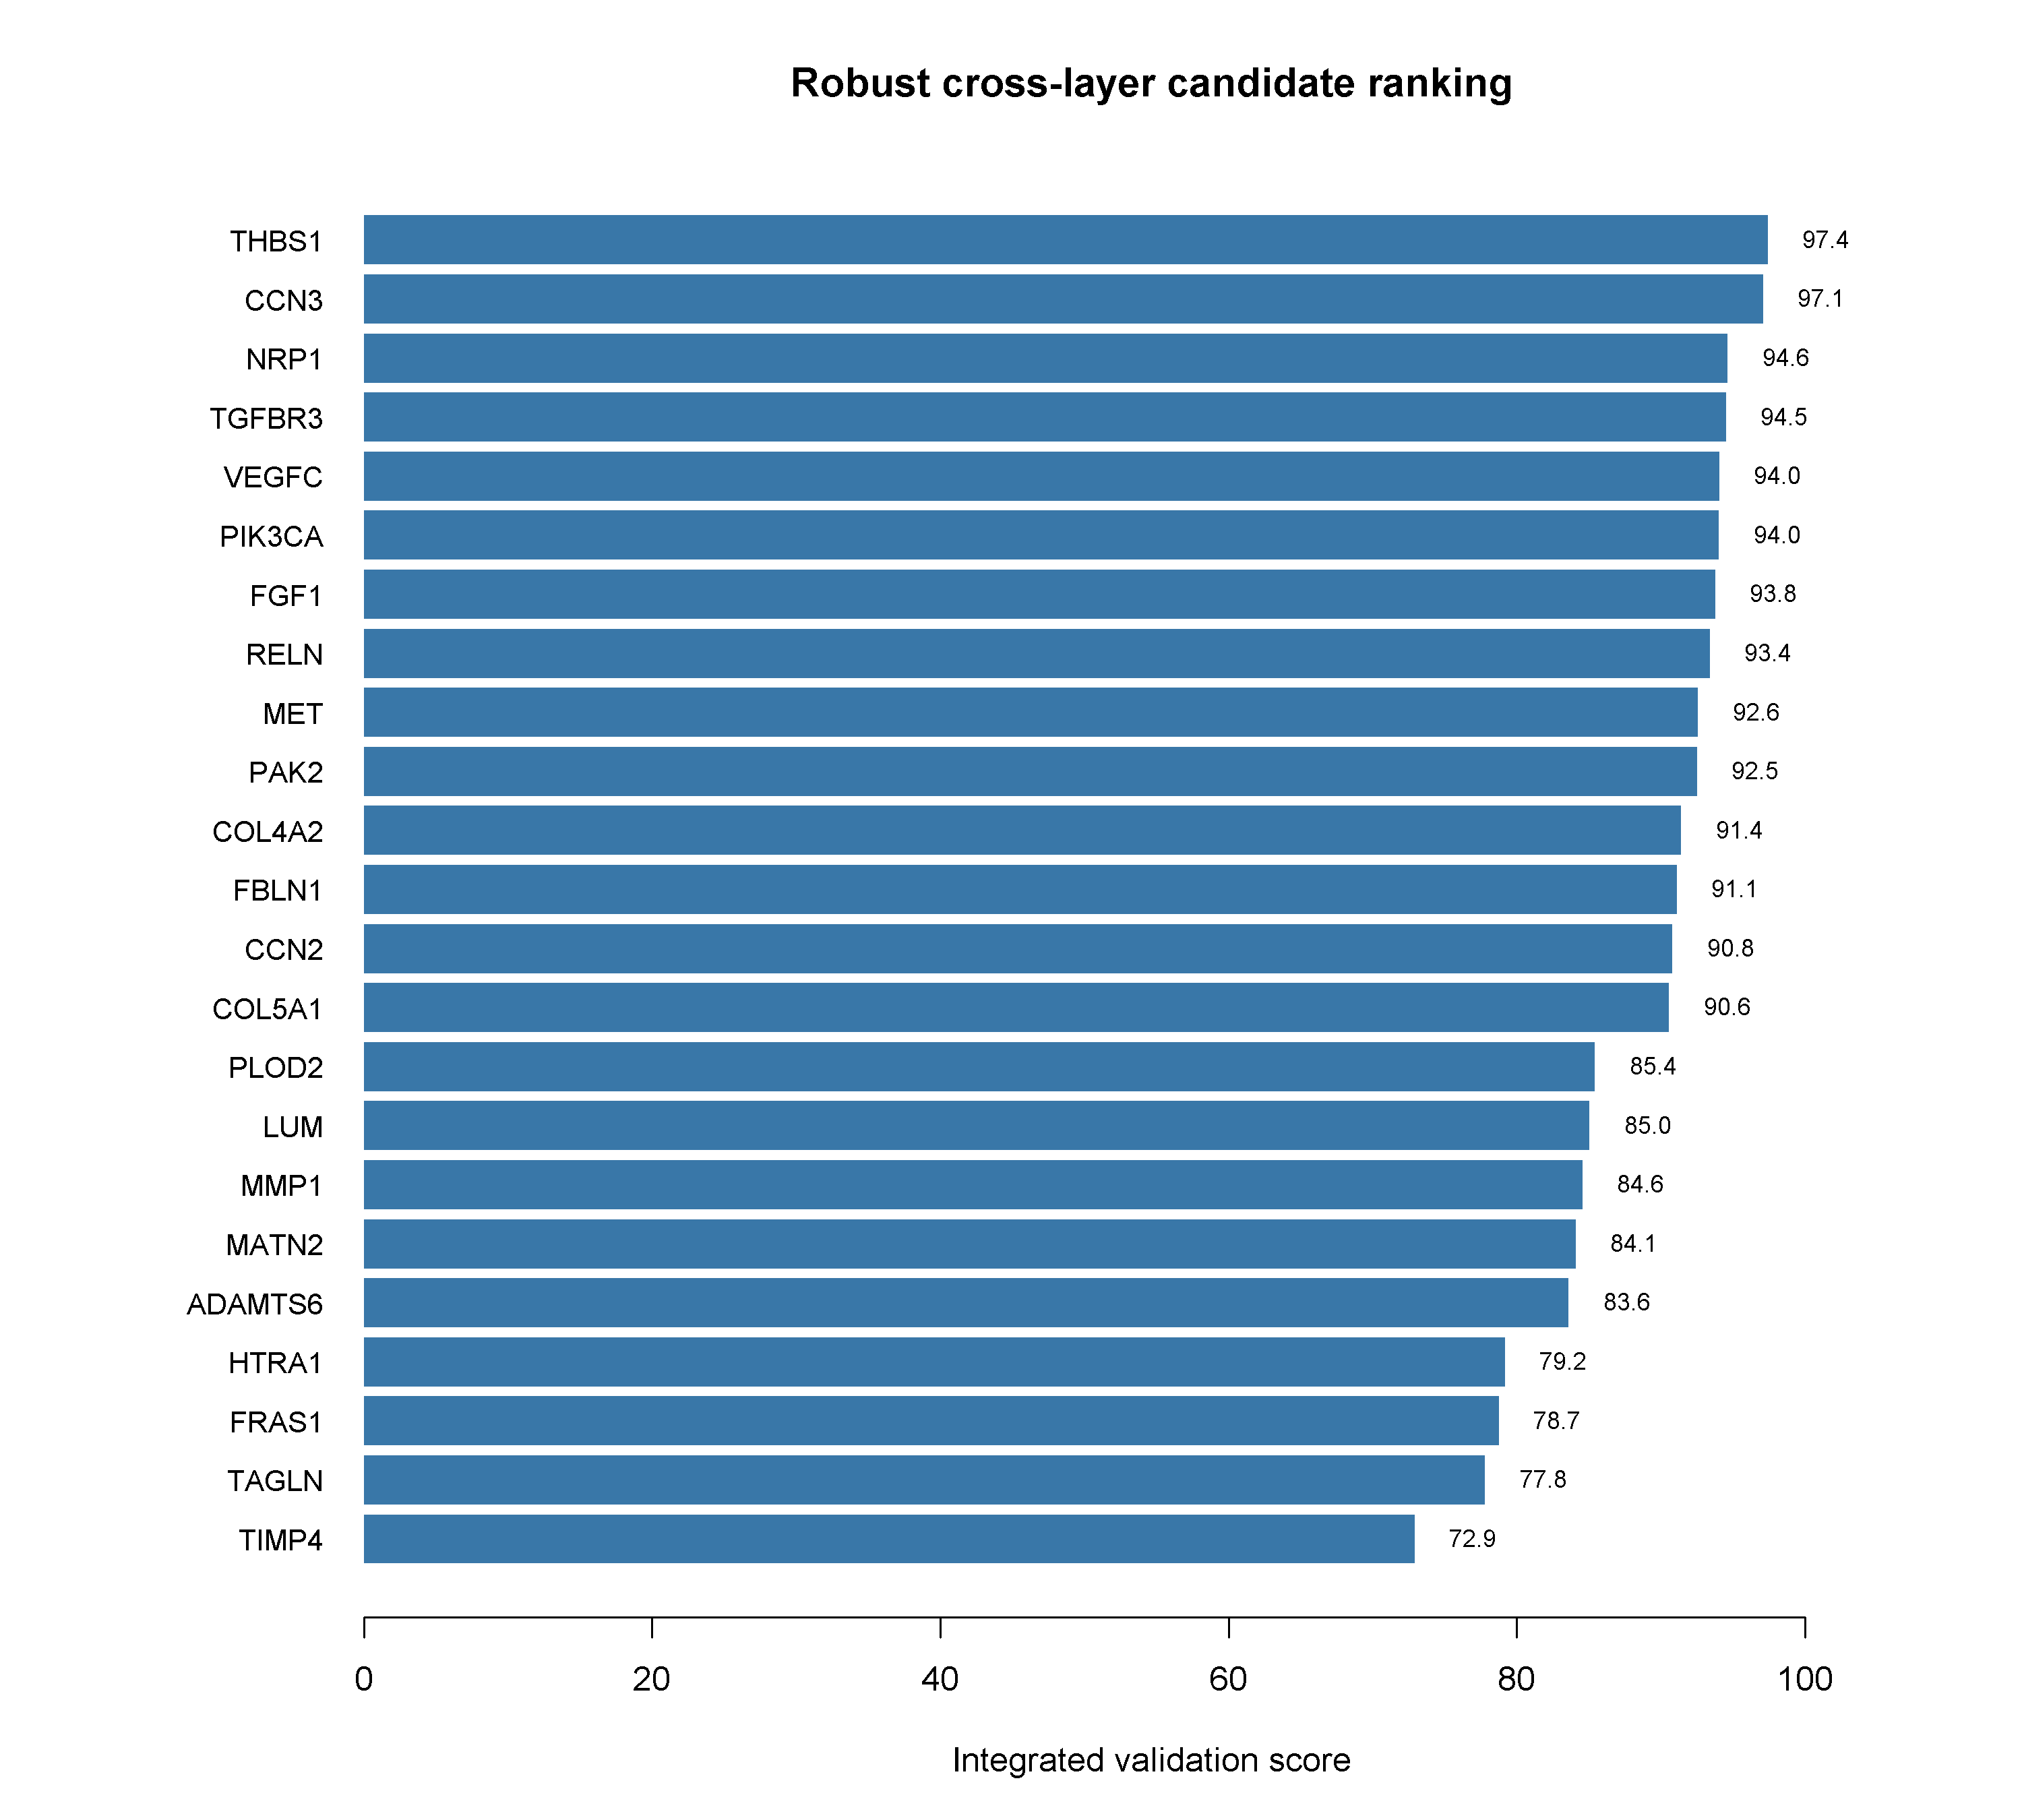 Robust cross-layer candidate ranking
THBS1 97.4
CCN3 97.1
NRP1 94.6
TGFBR3 94.5
VEGFC 94.0
PIK3CA 94.0
FGF1 93.8
RELN 93.4
MET 92.6
PAK2 92.5
COL4A2 91.4
FBLN1 91.1
CCN2 90.8
COL5A1 90.6
PLOD2 85.4
LUM 85.0
MMP1 84.6
MATN2 84.1
ADAMTS6 83.6
HTRA1 79.2
FRAS1 78.7
TAGLN 77.8
TIMP4 72.9
0 20 40 60 80 100
Integrated validation score